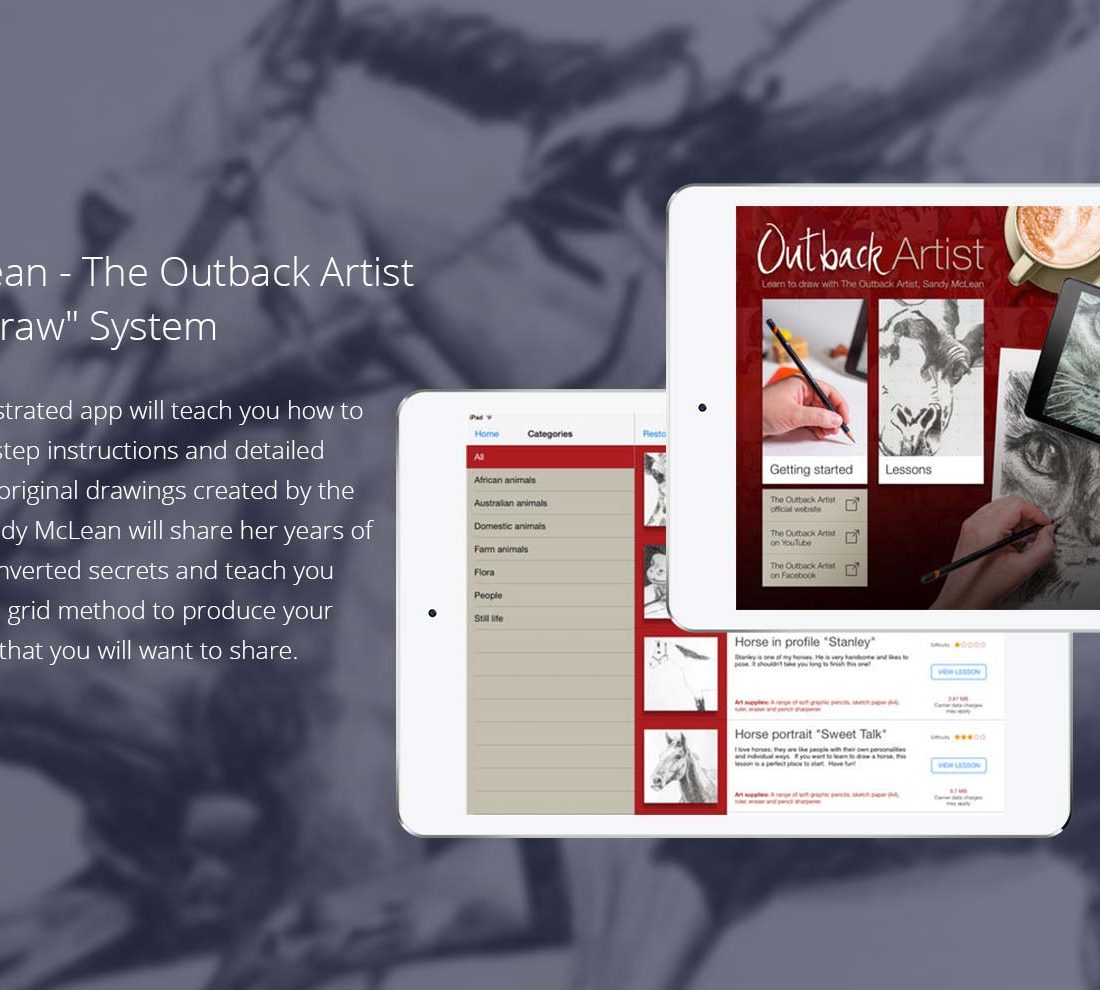 ean - The Outback Artist
raw" System
strated app will teach you how to
step instructions and detailed
original drawings created by the
dy McLean will share her years of
nverted secrets and teach you
grid method to produce your
that you will want to share.
Outback Artist
Learn to draw with The Outback Artist, Sandy McLean
Getting started
Lessons
The Outback Artist
official website
The Outback Artist
on YouTube
The Outback Artist
on Facebook
iPad
Home
Categories
Resto
All
African animals
Australian animals
Domestic animals
Farm animals
Flora
People
Still life
Horse in profile "Stanley"
Stanley is one of my horses. He is very handsome and likes to
pose. It shouldn't take you long to finish this one!
Art supplies: A range of soft graphic pencils, sketch paper (A4),
ruler, eraser and pencil sharpener
Difficulty
VIEW LESSON
3.81 MB
Carrier data charges
may apply
Horse portrait "Sweet Talk"
I love horses, they are like people with their own personalities
and individual ways. If you want to learn to draw a horse, this
lesson is a perfect place to start. Have fun!
Art supplies: A range of soft graphic pencils, sketch paper (A4),
ruler, eraser and pencil sharpener
Difficulty
VIEW LESSON
5.7 MB
Carrier data charges
may apply